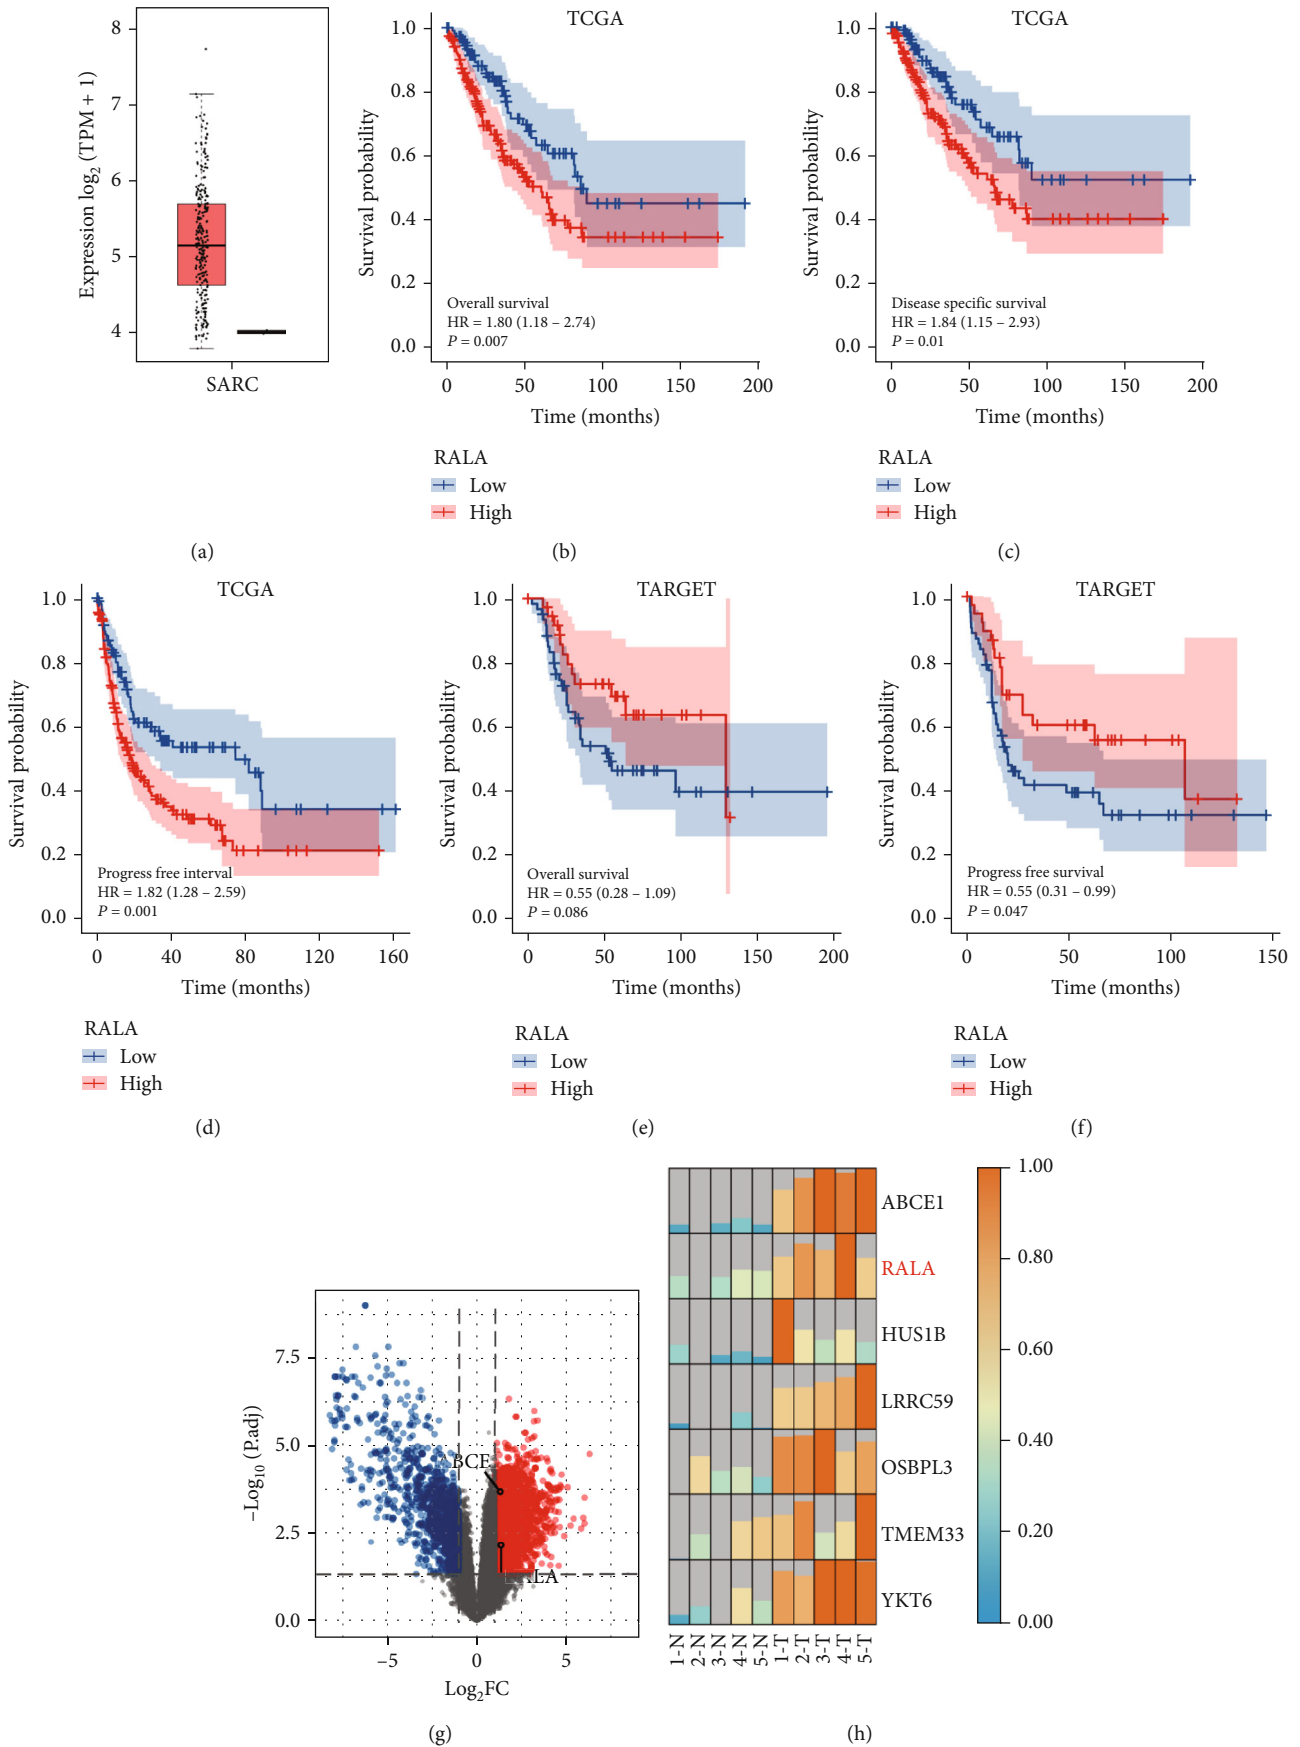 Expression log2 (TPM + 1)
8
7
6
5
4
SARC
(a)
TCGA
Survival probability
1.0
0.8
0.6
0.4
0.2
0.0
Overall survival
HR = 1.80 (1.18 – 2.74)
P = 0.007
0 50 100 150 200
Time (months)
RALA
Low
High
(b)
TCGA
Survival probability
1.0
0.8
0.6
0.4
0.2
0.0
Disease specific survival
HR = 1.84 (1.15 – 2.93)
P = 0.01
0 50 100 150 200
Time (months)
RALA
Low
High
(c)
TCGA
Survival probability
1.0
0.8
0.6
0.4
0.2
0.0
Progress free interval
HR = 1.82 (1.28 – 2.59)
P = 0.001
0 40 80 120 160
Time (months)
RALA
Low
High
(d)
TARGET
Survival probability
1.0
0.8
0.6
0.4
0.2
0.0
Overall survival
HR = 0.55 (0.28 – 1.09)
P = 0.086
0 50 100 150 200
Time (months)
RALA
Low
High
(e)
TARGET
Survival probability
1.0
0.8
0.6
0.4
0.2
0.0
Progress free survival
HR = 0.55 (0.31 – 0.99)
P = 0.047
0 50 100 150
Time (months)
RALA
Low
High
(f)
–Log10 (P.adj)
7.5
5.0
2.5
0.0
–5 0 5
Log2FC
(g)
ABCE1
RALA
HUS1B
LRRC59
OSBPL3
TMEM33
YKT6
1-N 2-N 3-N 4-N 5-N 1-T 2-T 3-T 4-T 5-T
1.00
0.80
0.60
0.40
0.20
0.00
(h)